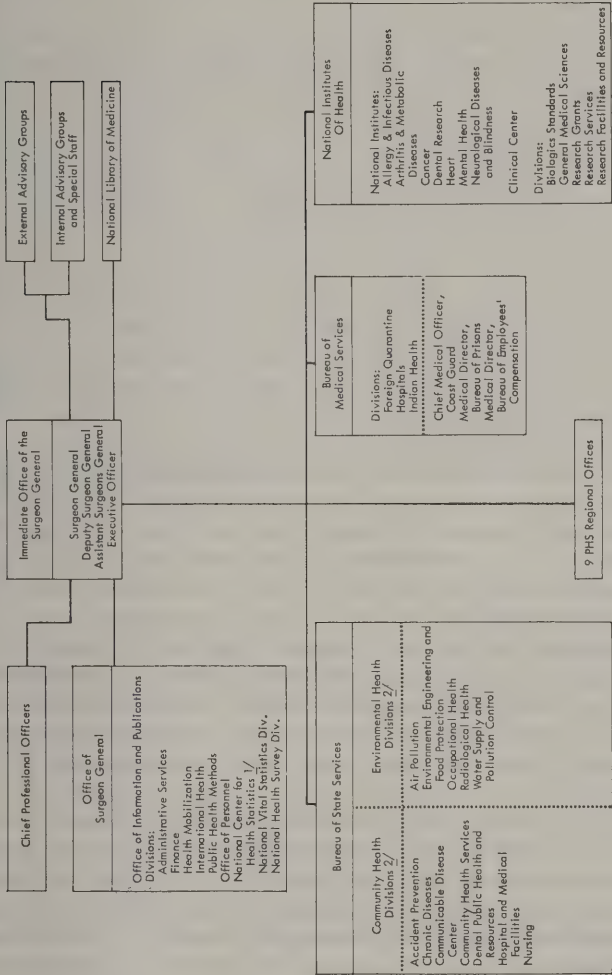 Chief Professional Officers
Immediate Office of the
Surgeon General
Surgeon General
Deputy Surgeon General
Assistant Surgeons General
Executive Officer
External Advisory Groups
Internal Advisory Groups
and Special Staff
National Library of Medicine
Office of
Surgeon General
Office of Information and Publications
Divisions:
Administrative Services
Finance
Health Mobilization
International Health
Public Health Methods
Office of Personnel
National Center for
Health Statistics 1/
National Vital Statistics Div.
National Health Survey Div.
Bureau of State Services
Community Health
Divisions 2/
Accident Prevention
Chronic Diseases
Communicable Disease
Center
Community Health Services
Dental Public Health and
Resources
Hospital and Medical
Facilities
Nursing
Environmental Health
Divisions 2/
Air Pollution
Environmental Engineering and
Food Protection
Occupational Health
Radiological Health
Water Supply and
Pollution Control
Bureau of
Medical Services
Divisions:
Foreign Quarantine
Hospitals
Indian Health
Chief Medical Officer,
Coast Guard
Medical Director,
Bureau of Prisons
Medical Director,
Bureau of Employees'
Compensation
National Institutes
Of Health
National Institutes:
Allergy & Infectious Diseases
Arthritis & Metabolic
Diseases
Cancer
Dental Research
Heart
Mental Health
Neurological Diseases
and Blindness
Clinical Center
Divisions:
Biologics Standards
General Medical Sciences
Research Grants
Research Services
Research Facilities and Resources
9 PHS Regional Offices